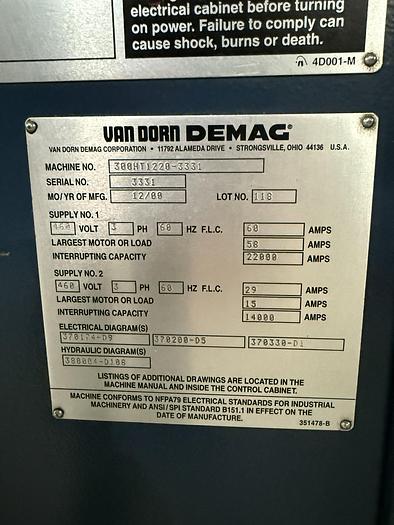 electrical cabinet before turning
on power. Failure to comply can
cause shock, burns or death.
4D001-M
VAN DORN DEMAG®
VAN DORN DEMAG CORPORATION • 11792 ALAMEDA DRIVE • STRONGSVILLE, OHIO 44136 U.S.A.
MACHINE NO. 300HT1220-3331
SERIAL NO. 3331
MO/YR OF MFG. 12/00 LOT NO. 118
SUPPLY NO. 1
460 VOLT 3 PH 60 HZ F.L.C. 60 AMPS
LARGEST MOTOR OR LOAD 58 AMPS
INTERRUPTING CAPACITY 22000 AMPS
SUPPLY NO. 2
460 VOLT 3 PH 60 HZ F.L.C. 29 AMPS
LARGEST MOTOR OR LOAD 15 AMPS
INTERRUPTING CAPACITY 14000 AMPS
ELECTRICAL DIAGRAM(S)
370174-D9 370200-D5 370330-D1
HYDRAULIC DIAGRAM(S)
380084-D106
LISTINGS OF ADDITIONAL DRAWINGS ARE LOCATED IN THE
MACHINE MANUAL AND INSIDE THE CONTROL CABINET.
MACHINE CONFORMS TO NFPA79 ELECTRICAL STANDARDS FOR INDUSTRIAL
MACHINERY AND ANSI/SPI STANDARD B151.1 IN EFFECT ON THE
DATE OF MANUFACTURE.
351478-B